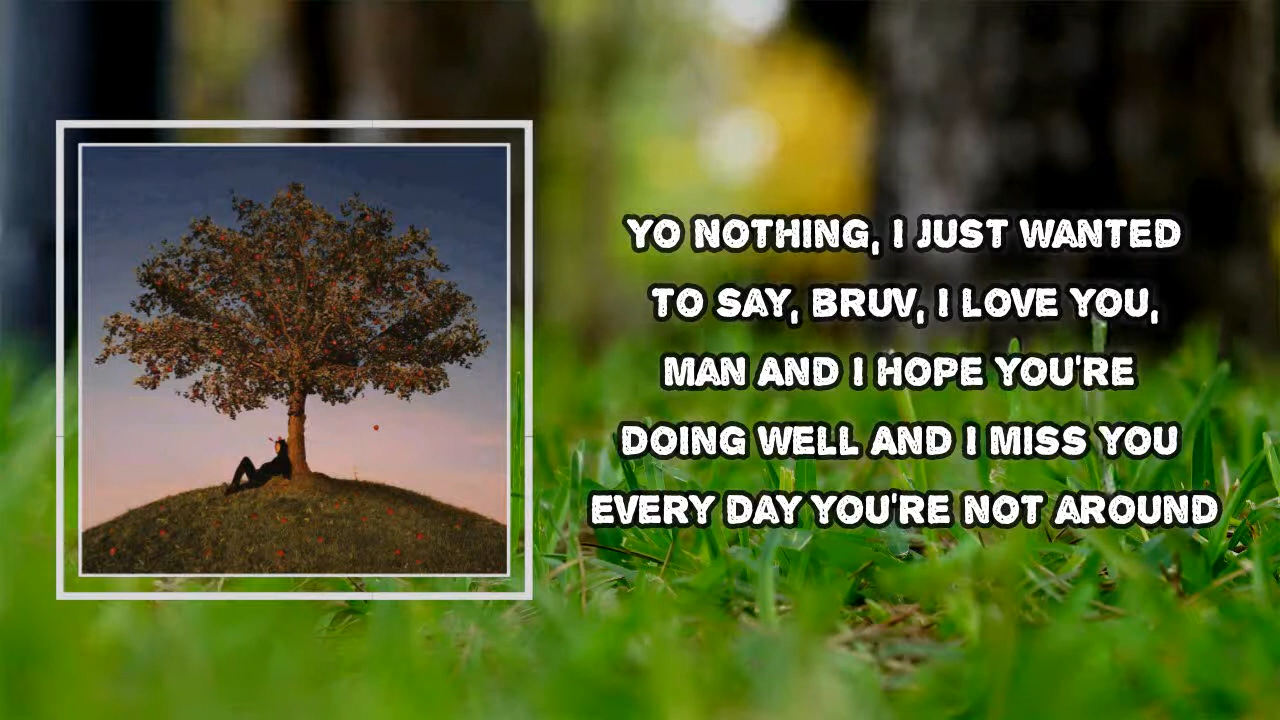 YO NOTHING, I JUST WANTED
TO SAY, BRUV, I LOVE YOU,
MAN AND I HOPE YOU'RE
DOING WELL AND I MISS YOU
EVERY DAY YOU'RE NOT AROUND